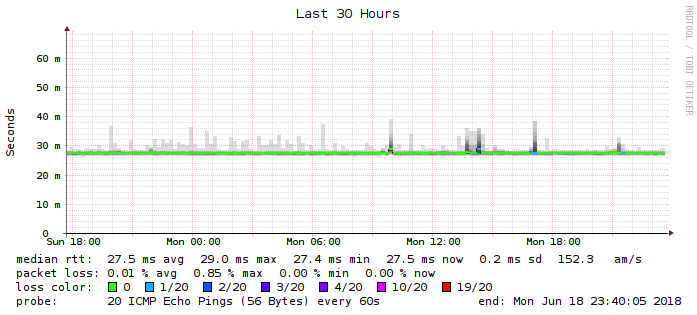 Last 30 Hours
RRDTOOL / TOBI OETIKER
Seconds
60 m
50 m
40 m
30 m
20 m
10 m
0
Sun 18:00 Mon 00:00 Mon 06:00 Mon 12:00 Mon 18:00
median rtt: 27.5 ms avg 29.0 ms max 27.4 ms min 27.5 ms now 0.2 ms sd 152.3 am/s
packet loss: 0.01 % avg 0.85 % max 0.00 % min 0.00 % now
loss color: 0 1/20 2/20 3/20 4/20 10/20 19/20
probe: 20 ICMP Echo Pings (56 Bytes) every 60s end: Mon Jun 18 23:40:05 2018